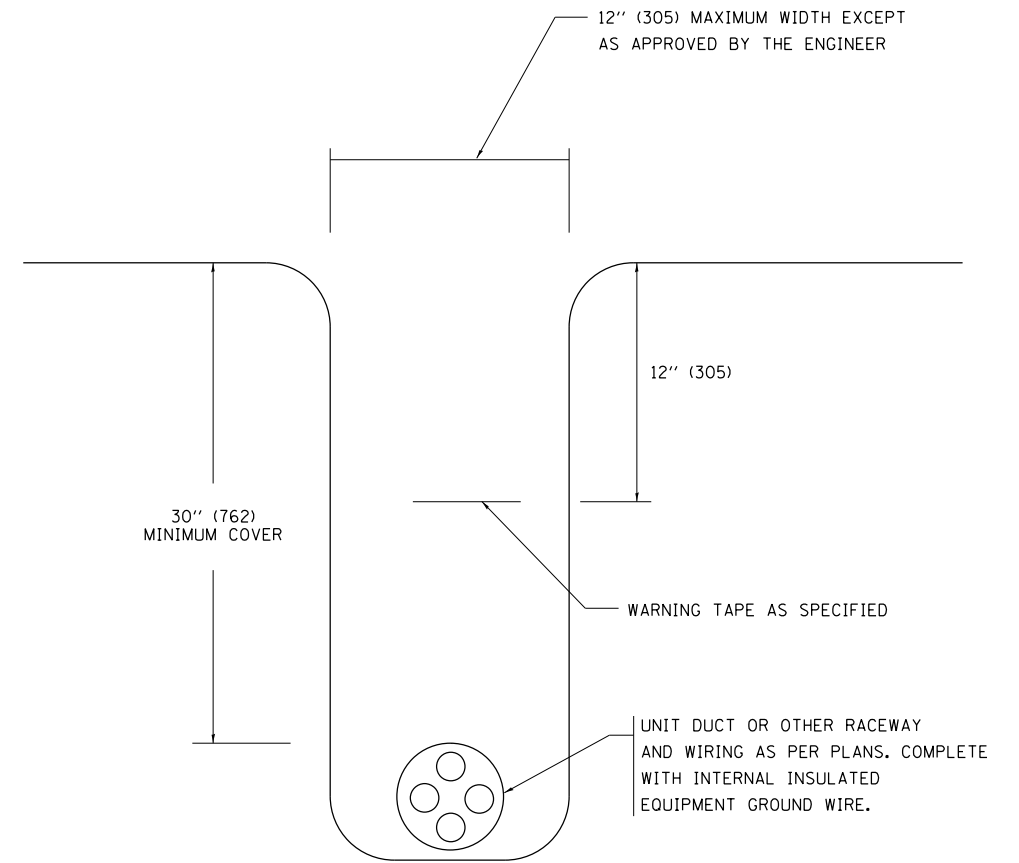 12'' (305) MAXIMUM WIDTH EXCEPT
AS APPROVED BY THE ENGINEER
12'' (305)
30'' (762)
MINIMUM COVER
WARNING TAPE AS SPECIFIED
UNIT DUCT OR OTHER RACEWAY
AND WIRING AS PER PLANS. COMPLETE
WITH INTERNAL INSULATED
EQUIPMENT GROUND WIRE.